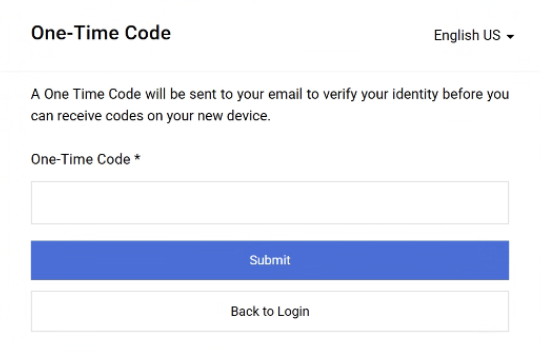 One-Time Code
English US
A One Time Code will be sent to your email to verify your identity before you
can receive codes on your new device.
One-Time Code *
Submit
Back to Login